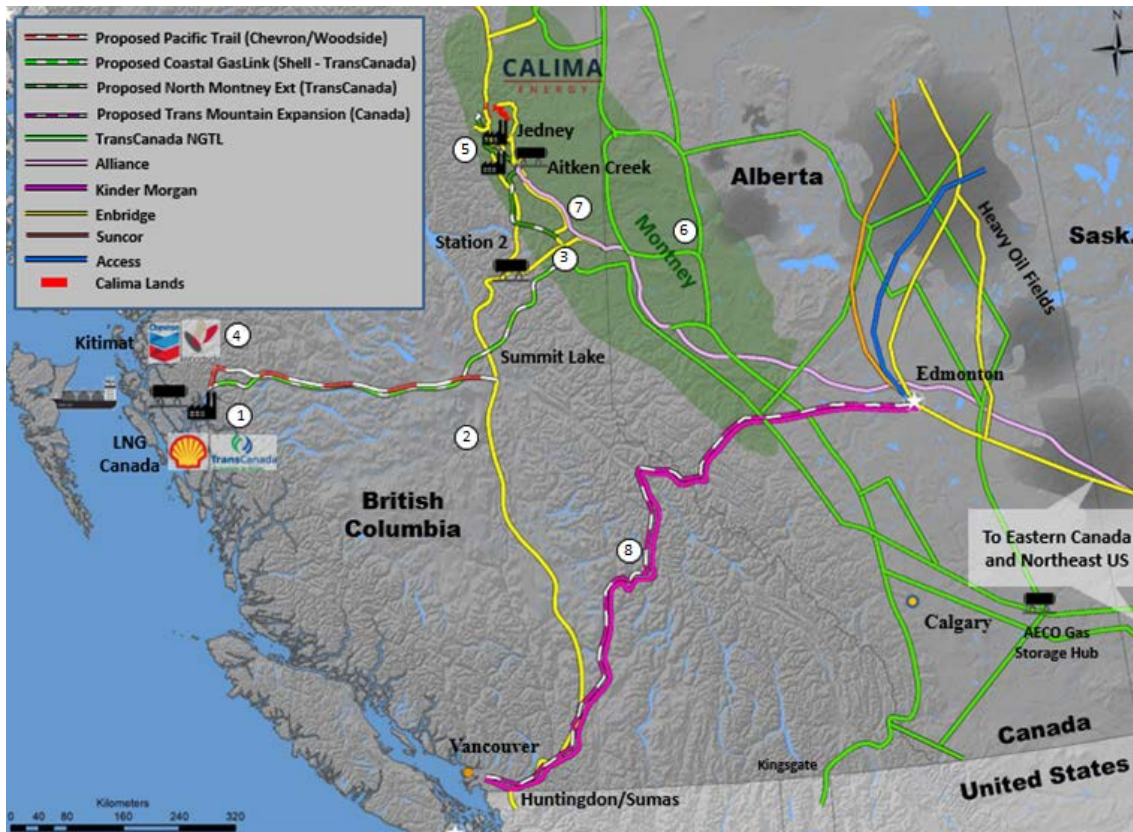 Proposed Pacific Trail (Chevron/Woodside)
Proposed Coastal GasLink (Shell - TransCanada)
Proposed North Montney Ext (TransCanada)
Proposed Trans Mountain Expansion (Canada)
TransCanada NGTL
Alliance
Kinder Morgan
Enbridge
Suncor
Access
Calima Lands
N
CALIMA
ENERGY
Jedney
5
Aitken Creek
Alberta
7
6
Montney
Station 2
3
Heavy Oil Fields
Sask.
4
Kitimat
Chevron
Woodside
Summit Lake
Edmonton
1
2
LNG
Canada
TransCanada
British
Columbia
8
To Eastern Canada
and Northeast US
Calgary
AECO Gas
Storage Hub
Vancouver
Canada
Kingsgate
United States
Huntingdon/Sumas
Kilometers
0 40 80 160 240 320